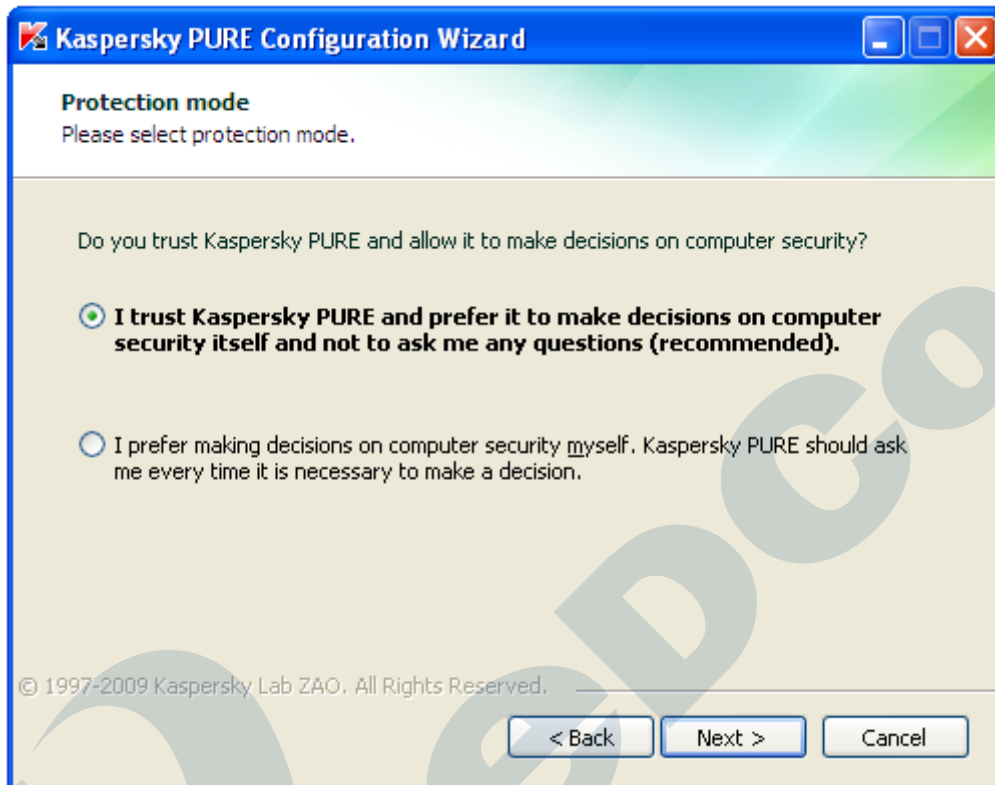 Kaspersky PURE Configuration Wizard
Protection mode
Please select protection mode.
Do you trust Kaspersky PURE and allow it to make decisions on computer security?
I trust Kaspersky PURE and prefer it to make decisions on computer
security itself and not to ask me any questions (recommended).
I prefer making decisions on computer security myself. Kaspersky PURE should ask
me every time it is necessary to make a decision.
© 1997-2009 Kaspersky Lab ZAO. All Rights Reserved.
< Back
Next >
Cancel